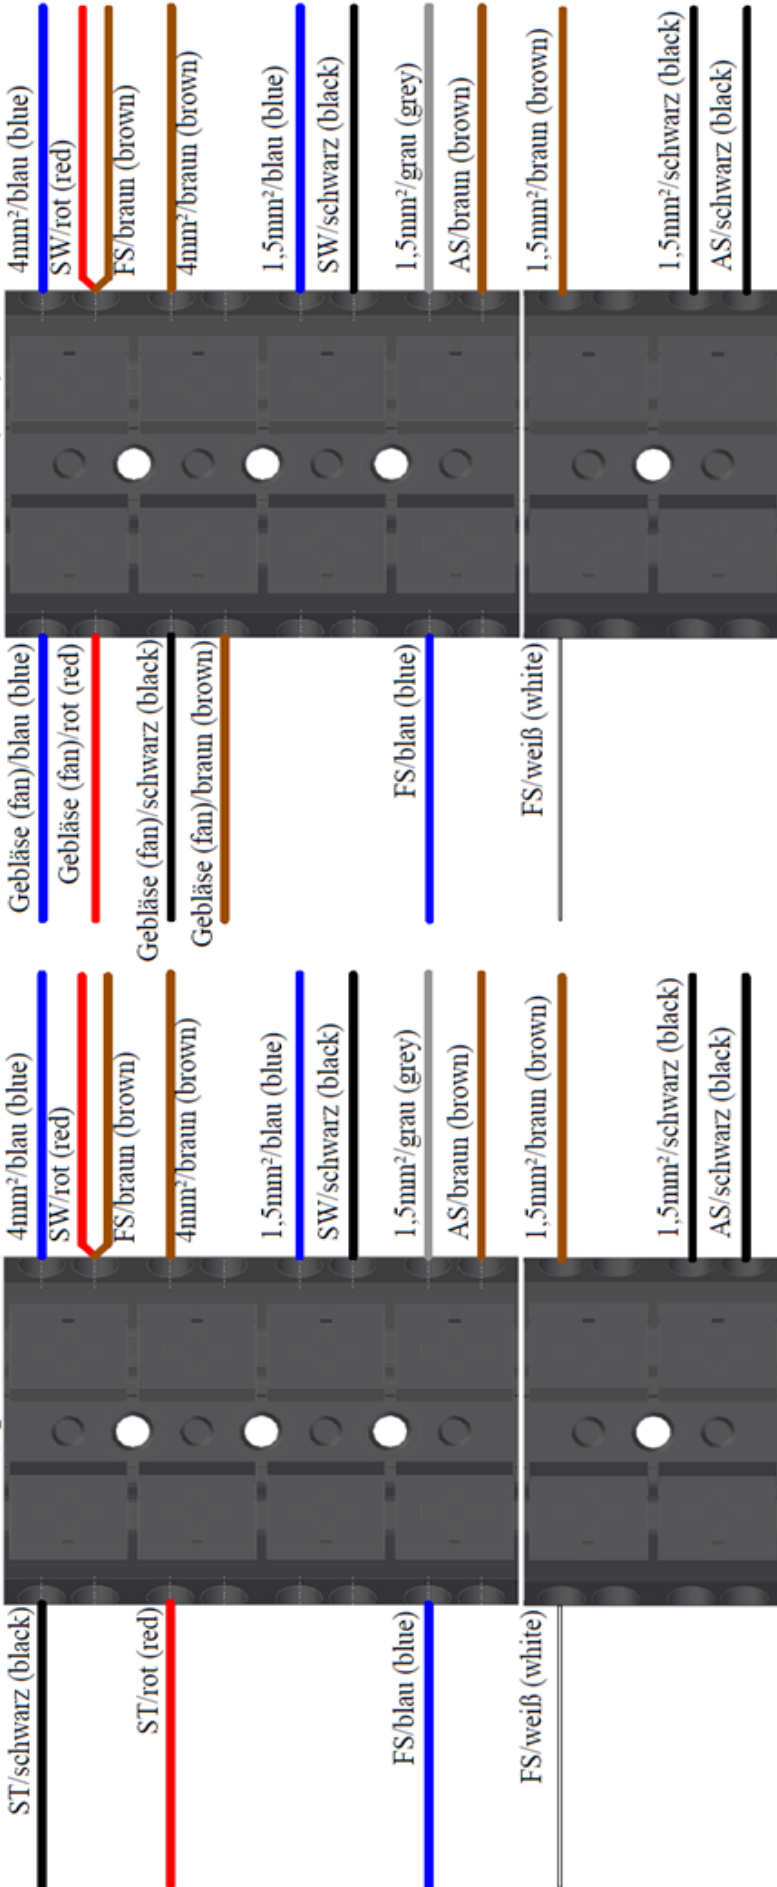 4mm²/blau (blue)
SW/rot (red)
FS/braun (brown)
4mm²/braun (brown)
1,5mm²/blau (blue)
SW/schwarz (black)
1,5mm²/grau (grey)
AS/braun (brown)
1,5mm²/braun (brown)
1,5mm²/schwarz (black)
AS/schwarz (black)
Gebläse (fan)/blau (blue)
Gebläse (fan)/rot (red)
Gebläse (fan)/schwarz (black)
Gebläse (fan)/braun (brown)
FS/blau (blue)
FS/weiß (white)
4mm²/blau (blue)
SW/rot (red)
FS/braun (brown)
4mm²/braun (brown)
1,5mm²/blau (blue)
SW/schwarz (black)
1,5mm²/grau (grey)
AS/braun (brown)
1,5mm²/braun (brown)
1,5mm²/schwarz (black)
AS/schwarz (black)
ST/schwarz (black)
ST/rot (red)
FS/blau (blue)
FS/weiß (white)